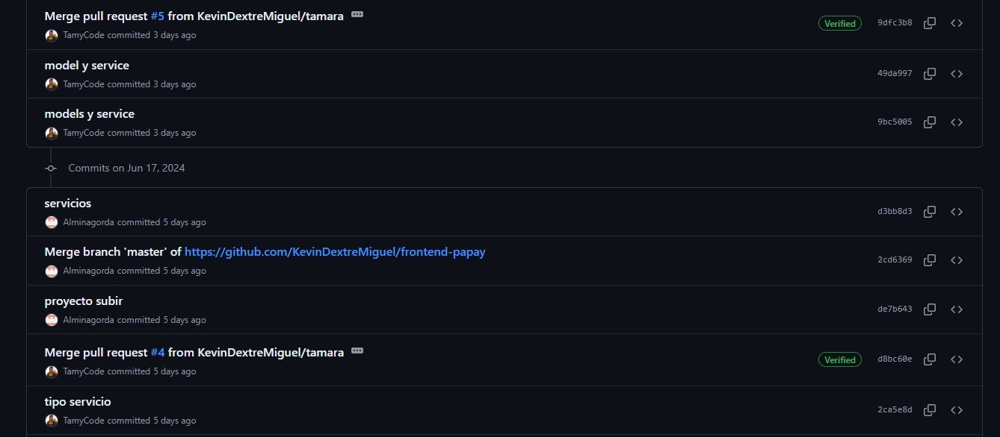 Merge pull request #5 from KevinDextreMiguel/tamara
TamyCode committed 3 days ago
Verified
9dfc3b8
model y service
TamyCode committed 3 days ago
49da997
models y service
TamyCode committed 3 days ago
9bc5005
Commits on Jun 17, 2024
servicios
Alminagorda committed 5 days ago
d3bb8d3
Merge branch 'master' of https://github.com/KevinDextreMiguel/frontend-papay
Alminagorda committed 5 days ago
2cd6369
proyecto subir
Alminagorda committed 5 days ago
de7b643
Merge pull request #4 from KevinDextreMiguel/tamara
TamyCode committed 5 days ago
Verified
d8bc60e
tipo servicio
TamyCode committed 5 days ago
2ca5e8d